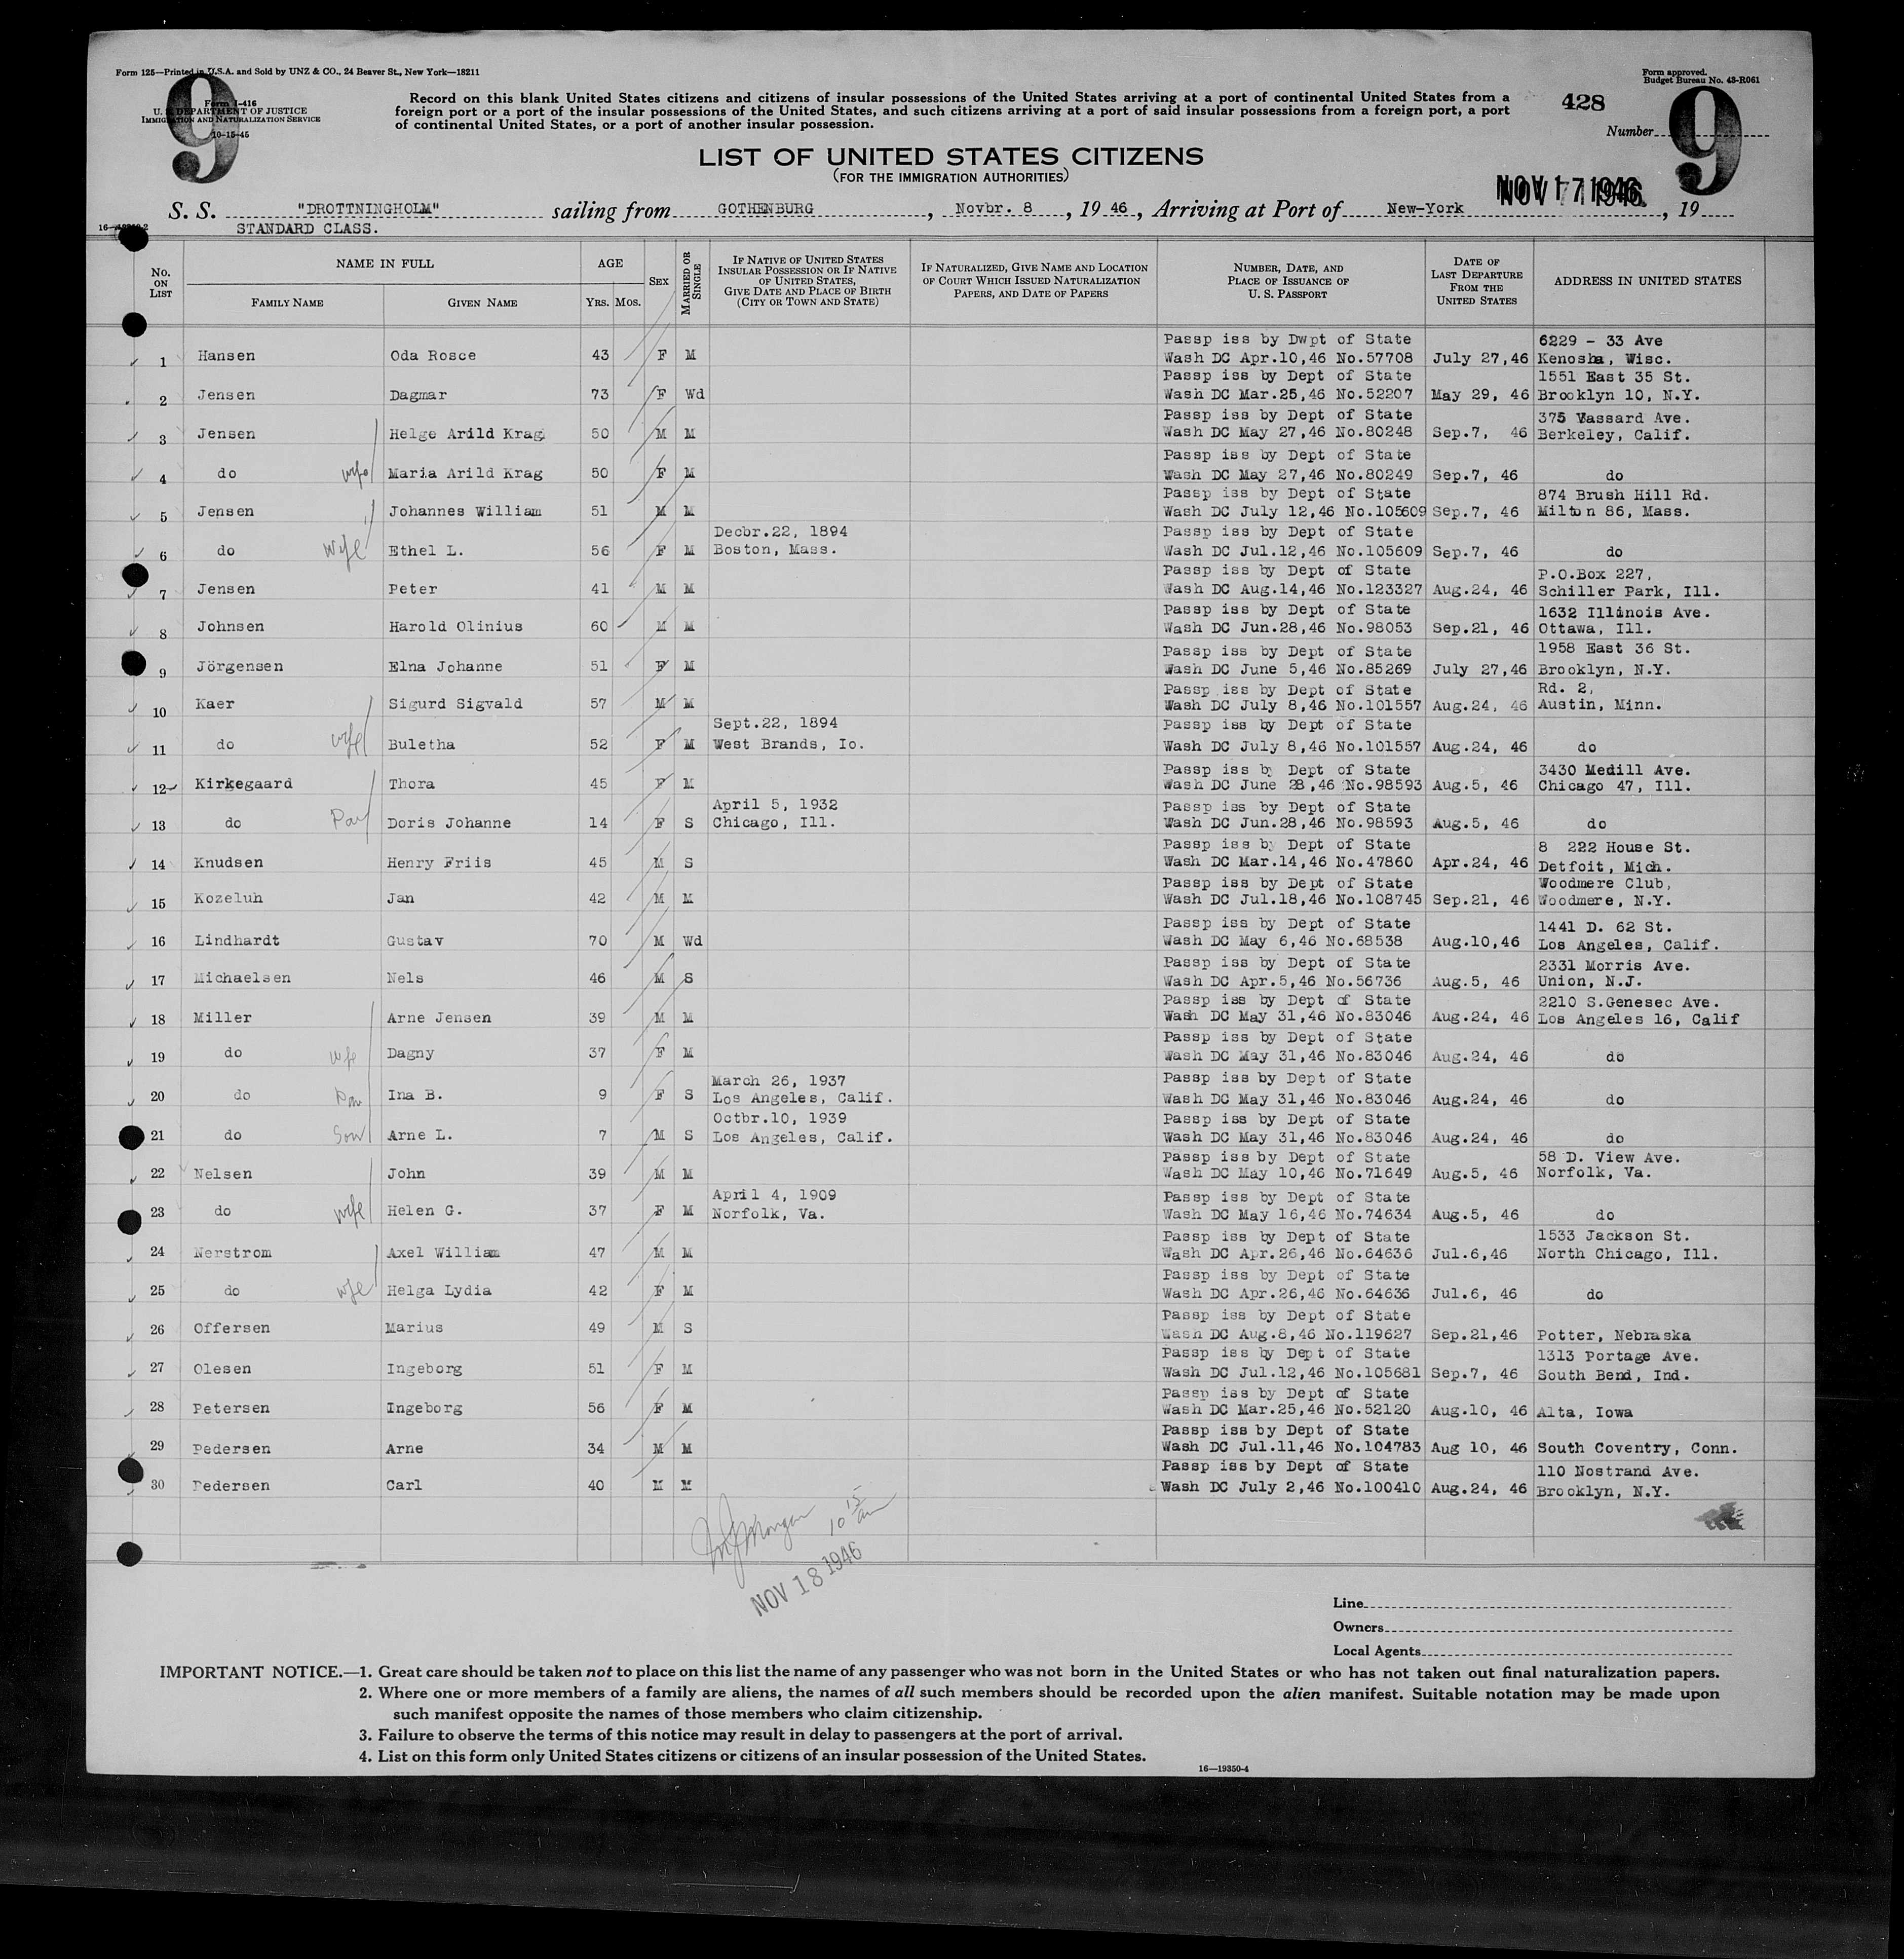 Form 125—Printed in U.S.A. and Sold by UNZ & CO., 24 Beaver St., New York—18211
Form approved.
Budget Bureau No. 43-R061
9
Form I-416
U. S. DEPARTMENT OF JUSTICE
IMMIGRATION AND NATURALIZATION SERVICE
10-15-45
Record on this blank United States citizens and citizens of insular possessions of the United States arriving at a port of continental United States from a
foreign port or a port of the insular possessions of the United States, and such citizens arriving at a port of said insular possessions from a foreign port, a port
of continental United States, or a port of another insular possession.
428
Number
9
LIST OF UNITED STATES CITIZENS
(FOR THE IMMIGRATION AUTHORITIES)
NOV 17 1946
S. S. "DROTTNINGHOLM" sailing from GOTHENBURG, Novbr. 8, 19 46, Arriving at Port of New-York, 19
STANDARD CLASS.
No. ON LIST NAME IN FULL FAMILY NAME GIVEN NAME AGE YRS. MOS. SEX MARRIED OR SINGLE IF NATIVE OF UNITED STATES INSULAR POSSESSION OR IF NATIVE OF UNITED STATES, GIVE DATE AND PLACE OF BIRTH (CITY OR TOWN AND STATE) IF NATURALIZED, GIVE NAME AND LOCATION OF COURT WHICH ISSUED NATURALIZATION PAPERS, AND DATE OF PAPERS NUMBER, DATE, AND PLACE OF ISSUANCE OF U. S. PASSPORT DATE OF LAST DEPARTURE FROM THE UNITED STATES ADDRESS IN UNITED STATES
Passp iss by Dwpt of State 6229 - 33 Ave
1 Hansen Oda Rosce 43 F M Wash DC Apr.10,46 No.57708 July 27,46 Kenosha, Wisc.
Passp iss by Dept of State 1551 East 35 St.
2 Jensen Dagmar 73 F Wd Wash DC Mar.25,46 No.52207 May 29, 46 Brooklyn 10, N.Y.
Passp iss by Dept of State 375 Vassard Ave.
3 Jensen Helge Arild Krag 50 M M Wash DC May 27,46 No.80248 Sep.7, 46 Berkeley, Calif.
Passp iss by Dept of State
4 do wife Maria Arild Krag 50 F M Wash DC May 27,46 No.80249 Sep.7, 46 do
Passp iss by Dept of State 874 Brush Hill Rd.
5 Jensen Johannes William 51 M M Wash DC July 12,46 No.105609 Sep.7, 46 Milton 86, Mass.
Decbr.22, 1894 Passp iss by Dept of State
6 do Wife Ethel L. 56 F M Boston, Mass. Wash DC Jul.12,46 No.105609 Sep.7, 46 do
Passp iss by Dept of State P.O.Box 227,
7 Jensen Peter 41 M M Wash DC Aug.14,46 No.123327 Aug.24, 46 Schiller Park, Ill.
Passp iss by Dept of State 1632 Illinois Ave.
8 Johnsen Harold Olinius 60 M M Wash DC Jun.28,46 No.98053 Sep.21, 46 Ottawa, Ill.
Passp iss by Dept of State 1958 East 36 St.
9 Jörgensen Elna Johanne 51 F M Wash DC June 5,46 No.85269 July 27,46 Brooklyn, N.Y.
Passp iss by Dept of State Rd. 2,
10 Kaer Sigurd Sigvald 57 M M Wash DC July 8,46 No.101557 Aug.24, 46 Austin, Minn.
Sept.22, 1894 Passp iss by Dept of State
11 do wife Buletha 52 F M West Brands, Io. Wash DC July 8,46 No.101557 Aug.24, 46 do
Passp iss by Dept of State 3430 Medill Ave.
12 Kirkegaard Thora 45 F M Wash DC June 28,46 No.98593 Aug.5, 46 Chicago 47, Ill.
April 5, 1932 Passp iss by Dept of State
13 do Dau Doris Johanne 14 F S Chicago, Ill. Wash DC Jun.28,46 No.98593 Aug.5, 46 do
Passp iss by Dept of State 8 222 House St.
14 Knudsen Henry Friis 45 M S Wash DC Mar.14,46 No.47860 Apr.24, 46 Detfoit, Mich.
Passp iss by Dept of State Woodmere Club,
15 Kozeluh Jan 42 M M Wash DC Jul.18,46 No.108745 Sep.21, 46 Woodmere, N.Y.
Passp iss by Dept of State 1441 D. 62 St.
16 Lindhardt Gustav 70 M Wd Wash DC May 6,46 No.68538 Aug.10,46 Los Angeles, Calif.
Passp iss by Dept of State 2331 Morris Ave.
17 Michaelsen Nels 46 M S Wash DC Apr.5,46 No.56736 Aug.5, 46 Union, N.J.
Passp iss by Dept of State 2210 S.Genesec Ave.
18 Miller Arne Jensen 39 M M Wash DC May 31,46 No.83046 Aug.24, 46 Los Angeles 16, Calif
Passp iss by Dept of State
19 do wife Dagny 37 F M Wash DC May 31,46 No.83046 Aug.24, 46 do
March 26, 1937 Passp iss by Dept of State
20 do Dau Ina B. 9 F S Los Angeles, Calif. Wash DC May 31,46 No.83046 Aug.24, 46 do
Octbr.10, 1939 Passp iss by Dept of State
21 do Son Arne L. 7 M S Los Angeles, Calif. Wash DC May 31,46 No.83046 Aug.24, 46 do
Passp iss by Dept of State 58 D. View Ave.
22 Nelsen John 39 M M Wash DC May 10,46 No.71649 Aug.5, 46 Norfolk, Va.
April 4, 1909 Passp iss by Dept of State
23 do wife Helen G. 37 F M Norfolk, Va. Wash DC May 16,46 No.74634 Aug.5, 46 do
Passp iss by Dept of State 1533 Jackson St.
24 Nerstrom Axel William 47 M M Wash DC Apr.26,46 No.64636 Jul.6,46 North Chicago, Ill.
Passp iss by Dept of State
25 do wife Helga Lydia 42 F M Wash DC Apr.26,46 No.64636 Jul.6, 46 do
Passp iss by Dept of State
26 Offersen Marius 49 M S Wash DC Aug.8,46 No.119627 Sep.21,46 Potter, Nebraska
Passp iss by Dept of State 1313 Portage Ave.
27 Olesen Ingeborg 51 F M Wash DC Jul.12,46 No.105681 Sep.7, 46 South Bend, Ind.
Passp iss by Dept of State
28 Petersen Ingeborg 56 F M Wash DC Mar.25,46 No.52120 Aug.10, 46 Alta, Iowa
Passp iss by Dept of State
29 Pedersen Arne 34 M M Wash DC Jul.11,46 No.104783 Aug 10, 46 South Coventry, Conn.
Passp iss by Dept of State 110 Nostrand Ave.
30 Pedersen Carl 40 M M Wash DC July 2,46 No.100410 Aug.24, 46 Brooklyn, N.Y.
Morgan 10 15 am
NOV 18 1946
Line
Owners
Local Agents
IMPORTANT NOTICE.—1. Great care should be taken not to place on this list the name of any passenger who was not born in the United States or who has not taken out final naturalization papers.
2. Where one or more members of a family are aliens, the names of all such members should be recorded upon the alien manifest. Suitable notation may be made upon
such manifest opposite the names of those members who claim citizenship.
3. Failure to observe the terms of this notice may result in delay to passengers at the port of arrival.
4. List on this form only United States citizens or citizens of an insular possession of the United States.
16—19350-4